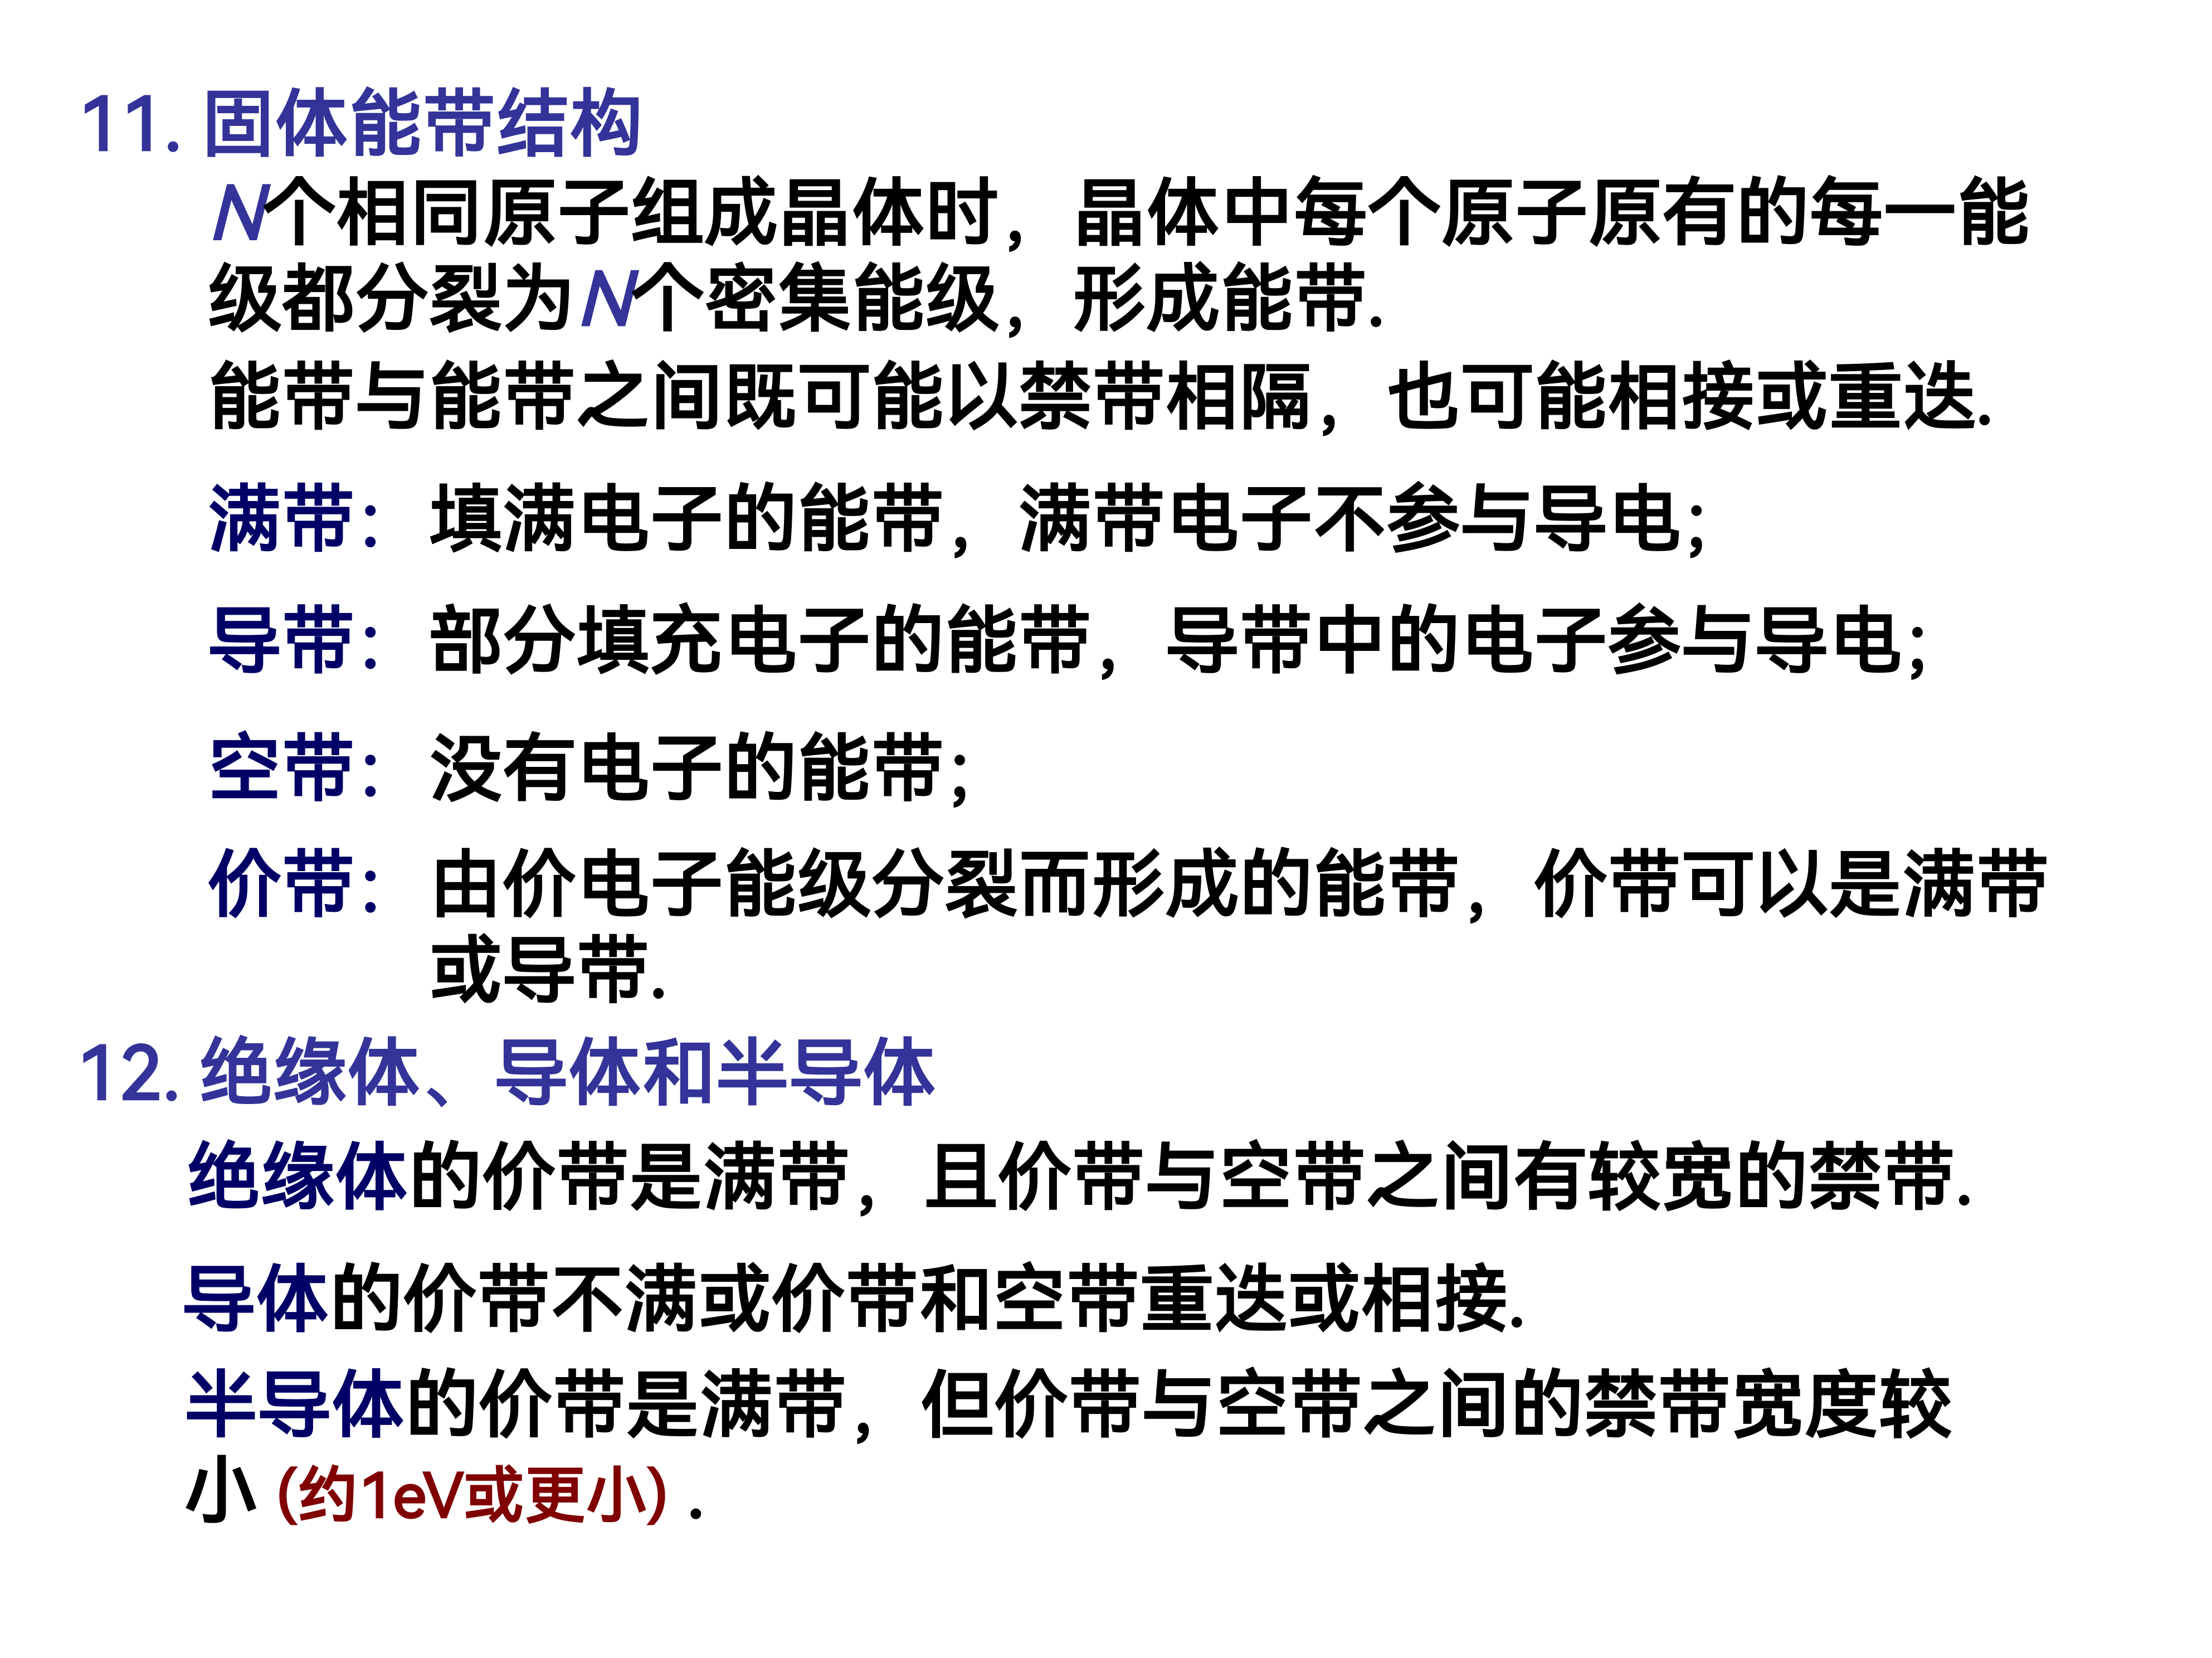 11. 固体能带结构
N个相同原子组成晶体时，晶体中每个原子原有的每一能
级都分裂为N个密集能级，形成能带.
能带与能带之间既可能以禁带相隔，也可能相接或重迭.
满带：填满电子的能带，满带电子不参与导电；
导带：部分填充电子的能带，导带中的电子参与导电；
空带：没有电子的能带；
价带：由价电子能级分裂而形成的能带，价带可以是满带
或导带.
12. 绝缘体、导体和半导体
绝缘体的价带是满带，且价带与空带之间有较宽的禁带.
导体的价带不满或价带和空带重迭或相接.
半导体的价带是满带，但价带与空带之间的禁带宽度较
小 (约1eV或更小) .